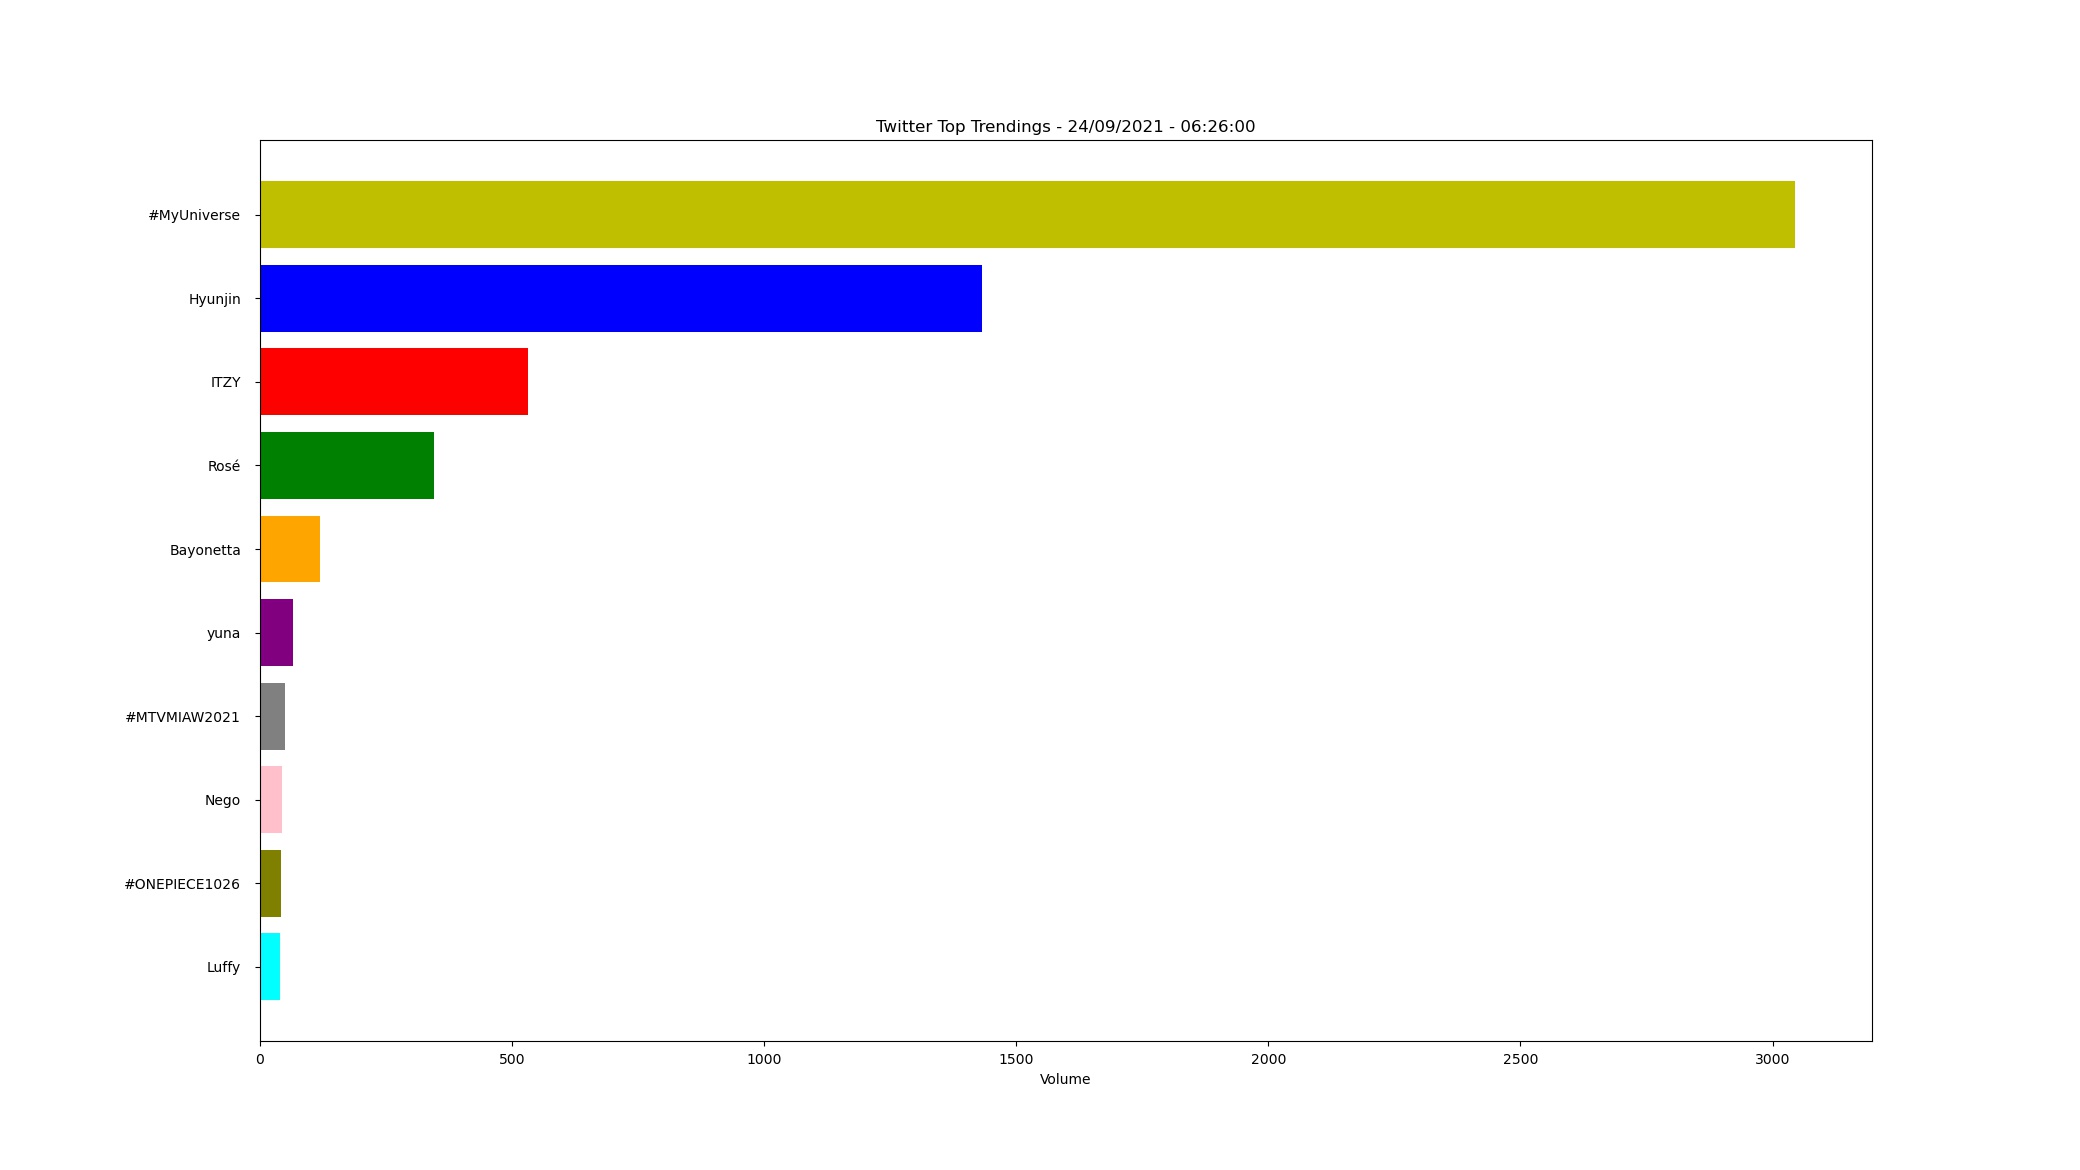 Twitter Top Trendings - 24/09/2021 - 06:26:00
#MyUniverse
Hyunjin
ITZY
Rosé
Bayonetta
yuna
#MTVMIAW2021
Nego
#ONEPIECE1026
Luffy
0 500 1000 1500 2000 2500 3000
Volume